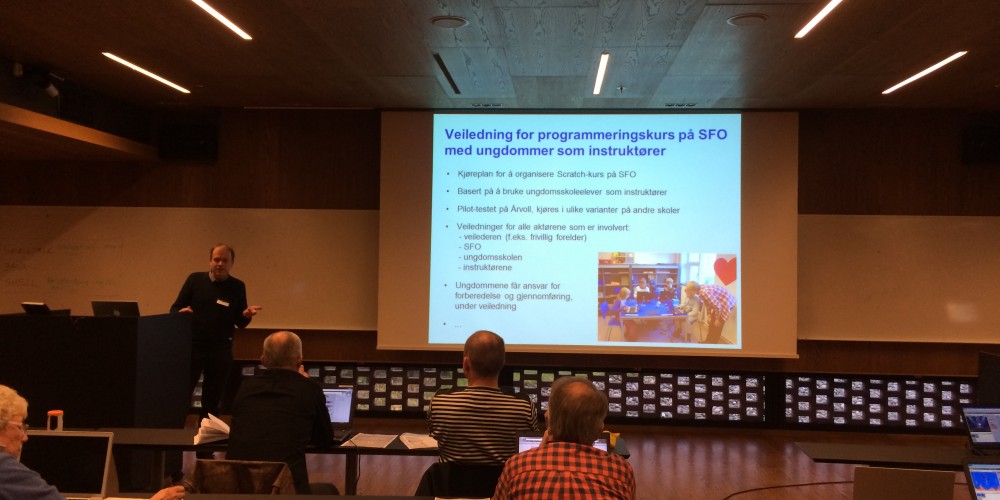 Veiledning for programmeringskurs på SFO
med ungdommer som instruktører
• Kjøreplan for å organisere Scratch-kurs på SFO
• Basert på å bruke ungdomsskoleelever som instruktører
• Pilot-testet på Årvoll, kjøres i ulike varianter på andre skoler
• Veiledninger for alle aktørene som er involvert:
- veilederen (f.eks. frivillig forelder)
- SFO
- ungdomsskolen
- instruktørene
• Ungdommene får ansvar for
forberedelse og gjennomføring,
under veiledning
• ...